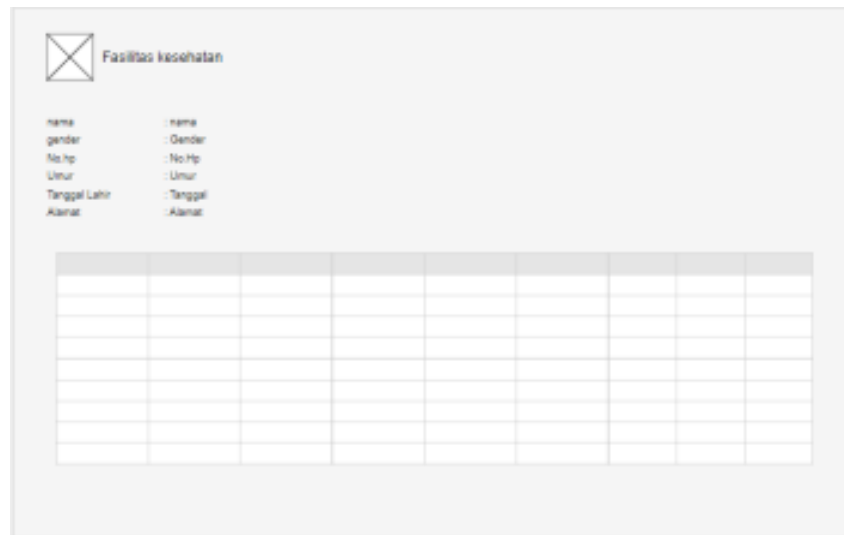 Fasilitas kesehatan
nama : nama
gender : Gender
No.hp : No.Hp
Umur : Umur
Tanggal Lahir : Tanggal
Alamat : Alamat